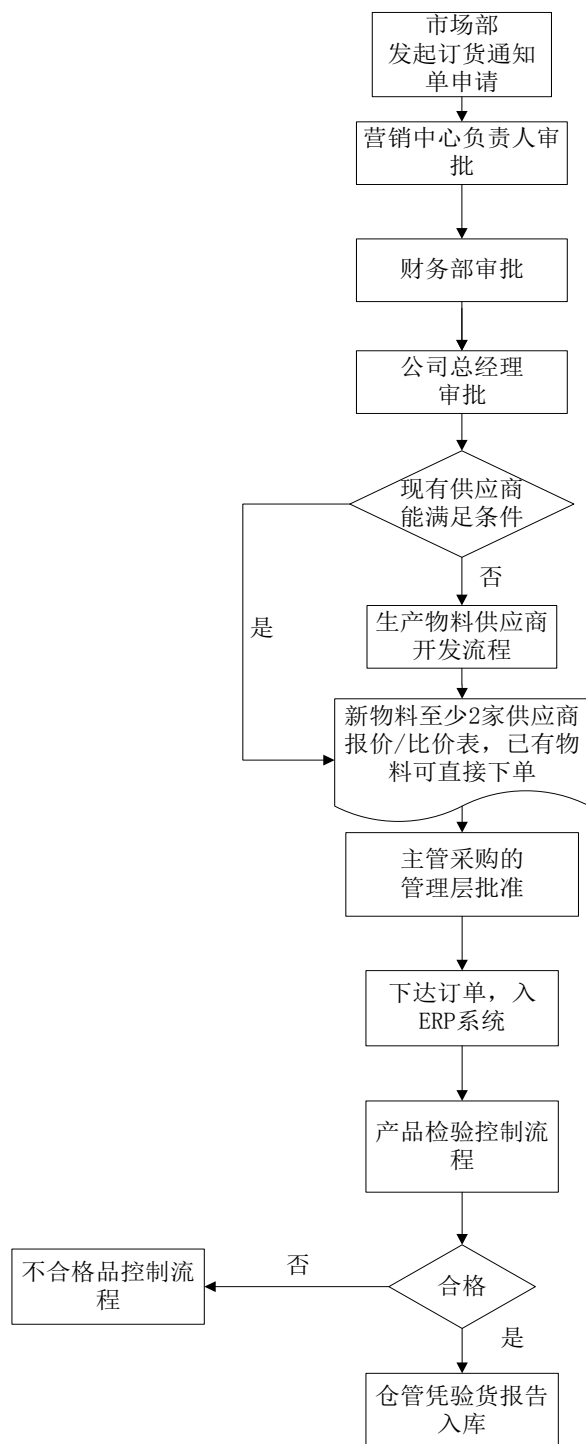 市场部
发起订货通知
单申请
营销中心负责人审
批
财务部审批
公司总经理
审批
现有供应商
能满足条件
否
是
生产物料供应商
开发流程
新物料至少2家供应商
报价/比价表，已有物
料可直接下单
主管采购的
管理层批准
下达订单，入
ERP系统
产品检验控制流
程
不合格品控制流
程
否
合格
是
仓管凭验货报告
入库